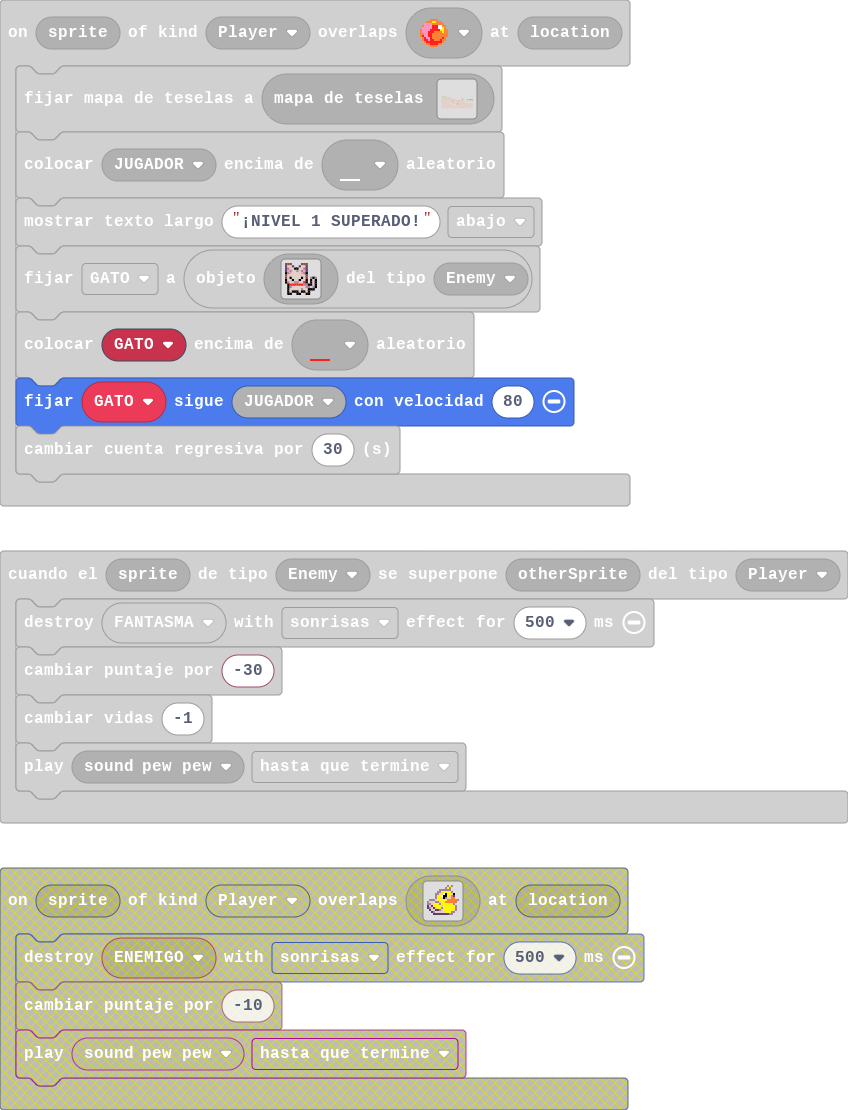 on sprite of kind Player overlaps at location
fijar mapa de teselas a mapa de teselas
colocar JUGADOR encima de aleatorio
mostrar texto largo "¡NIVEL 1 SUPERADO!" abajo
fijar GATO a objeto del tipo Enemy
colocar GATO encima de aleatorio
fijar GATO sigue JUGADOR con velocidad 80
cambiar cuenta regresiva por 30 (s)
cuando el sprite de tipo Enemy se superpone otherSprite del tipo Player
destroy FANTASMA with sonrisas effect for 500 ms
cambiar puntaje por -30
cambiar vidas -1
play sound pew pew hasta que termine
on sprite of kind Player overlaps at location
destroy ENEMIGO with sonrisas effect for 500 ms
cambiar puntaje por -10
play sound pew pew hasta que termine